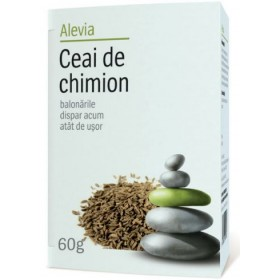 Alevia
Ceai de
chimion
balonările
dispar acum
atât de ușor
60g